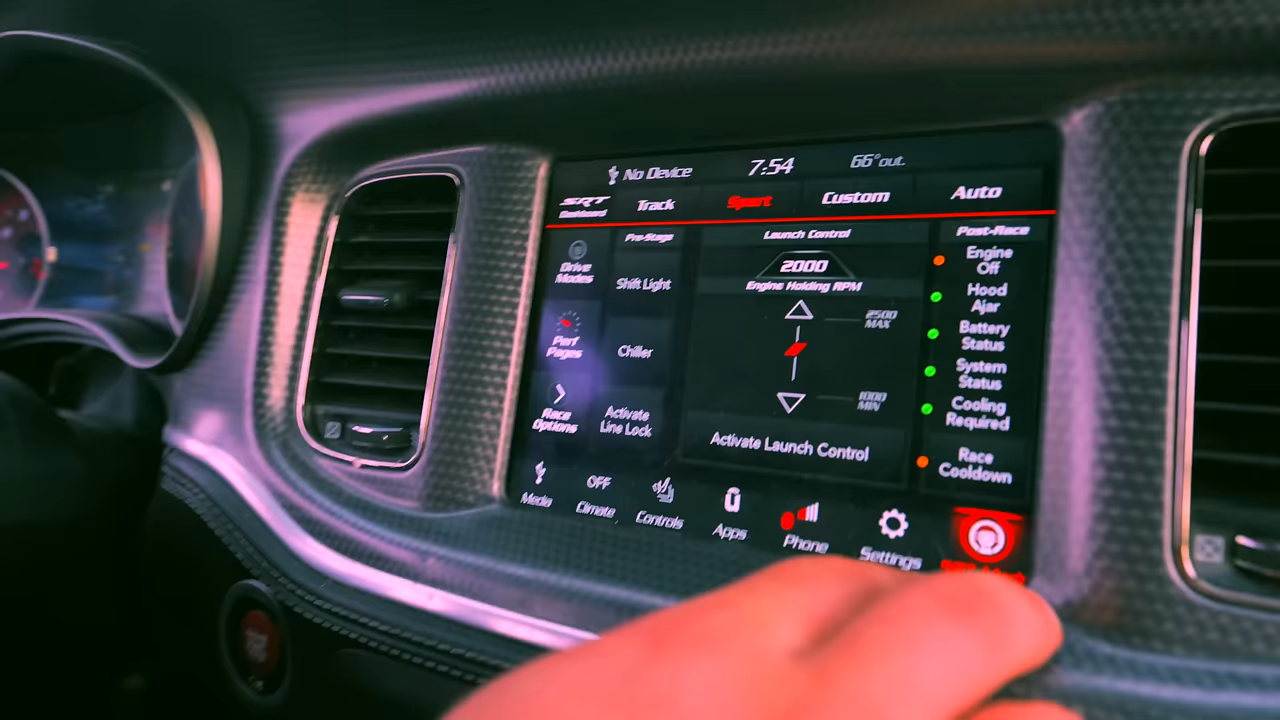 No Device
7:54
66° out.
SRT
Dashboard
Track
Sport
Custom
Auto
Drive
Modes
Perf
Pages
Race
Options
Pre-Stage
Shift Light
Chiller
Activate
Line Lock
Launch Control
2000
Engine Holding RPM
2500
MAX
1000
MIN
Activate Launch Control
Post-Race
Engine
Off
Hood
Ajar
Battery
Status
System
Status
Cooling
Required
Race
Cooldown
Media
OFF
Climate
Controls
Apps
Phone
Settings